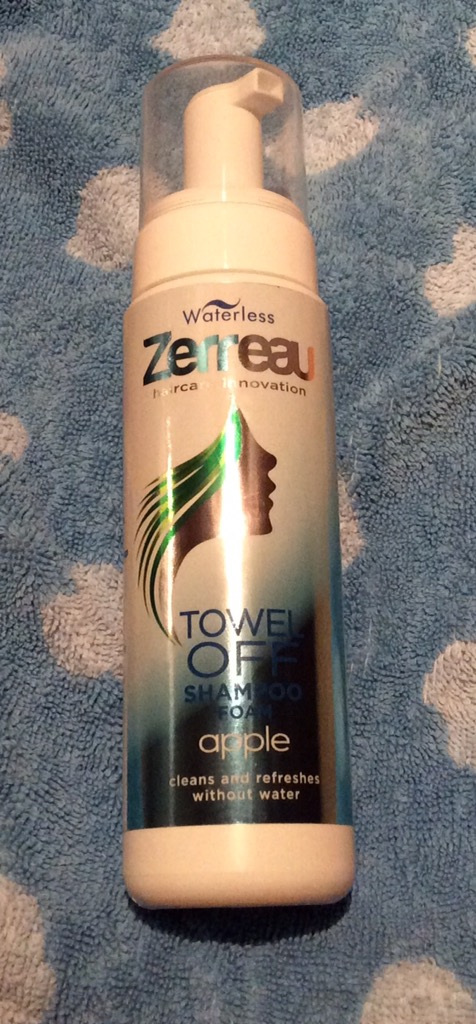 Waterless
Zerreau
haircare innovation
TOWEL
OFF
SHAMPOO
FOAM
apple
cleans and refreshes
without water